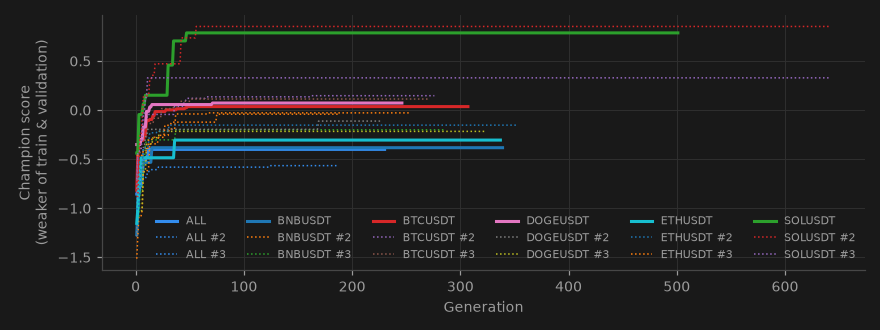 Champion score
(weaker of train & validation)
0.5
0.0
−0.5
−1.0
−1.5
ALL BNBUSDT BTCUSDT DOGEUSDT ETHUSDT SOLUSDT
ALL #2 BNBUSDT #2 BTCUSDT #2 DOGEUSDT #2 ETHUSDT #2 SOLUSDT #2
ALL #3 BNBUSDT #3 BTCUSDT #3 DOGEUSDT #3 ETHUSDT #3 SOLUSDT #3
0 100 200 300 400 500 600
Generation